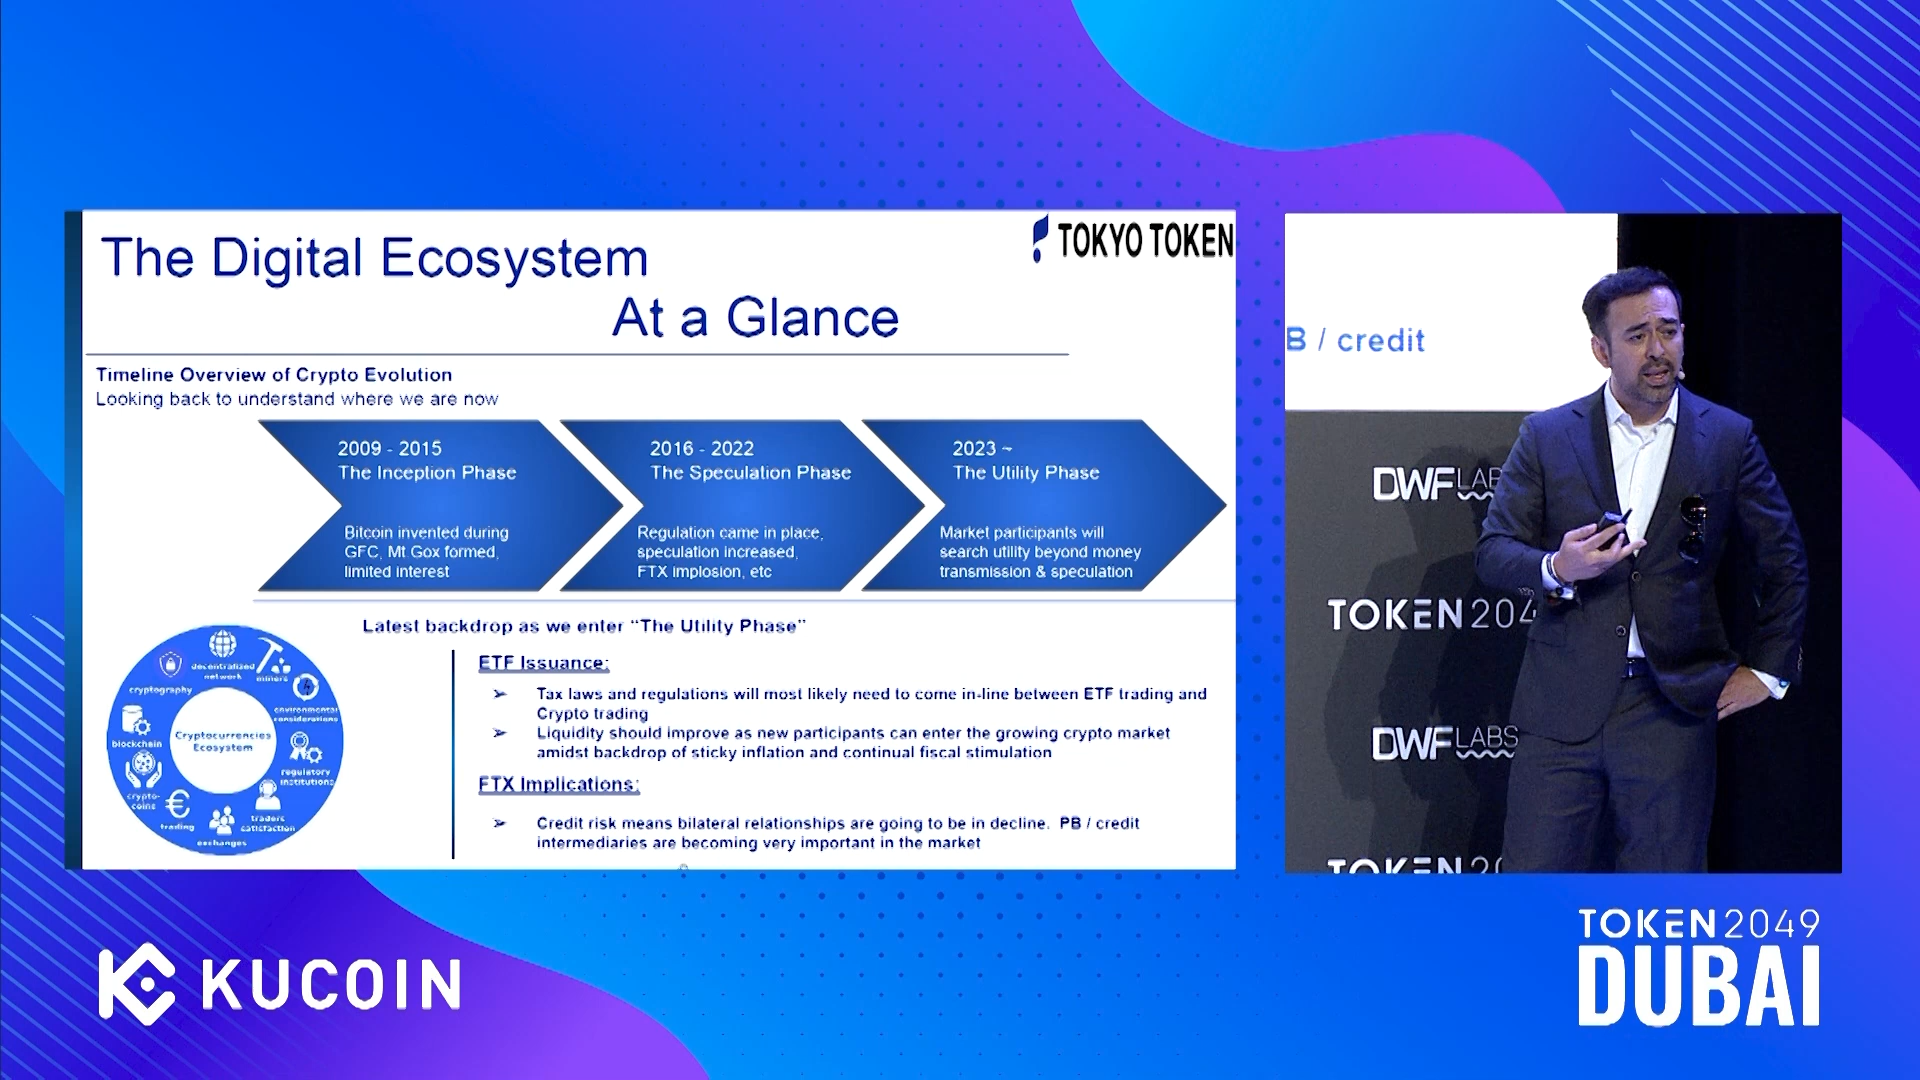 The Digital Ecosystem
At a Glance
TOKYO TOKEN
Timeline Overview of Crypto Evolution
Looking back to understand where we are now
2009 - 2015
The Inception Phase
Bitcoin invented during
GFC, Mt Gox formed,
limited interest
2016 - 2022
The Speculation Phase
Regulation came in place,
speculation increased,
FTX implosion, etc
2023 ~
The Utility Phase
Market participants will
search utility beyond money
transmission & speculation
Latest backdrop as we enter “The Utility Phase”
Cryptocurrencies
Ecosystem
decentralized
network
miners
environmental
considerations
regulatory
institutions
traders
satisfaction
exchanges
trading
crypto-
coins
blockchain
cryptography
ETF Issuance:
➢ Tax laws and regulations will most likely need to come in-line between ETF trading and
Crypto trading
➢ Liquidity should improve as new participants can enter the growing crypto market
amidst backdrop of sticky inflation and continual fiscal stimulation
FTX Implications:
➢ Credit risk means bilateral relationships are going to be in decline. PB / credit
intermediaries are becoming very important in the market
B / credit
DWF LABS
TOKEN 204
DWF LABS
TOKEN 20
KUCOIN
TOKEN2049
DUBAI